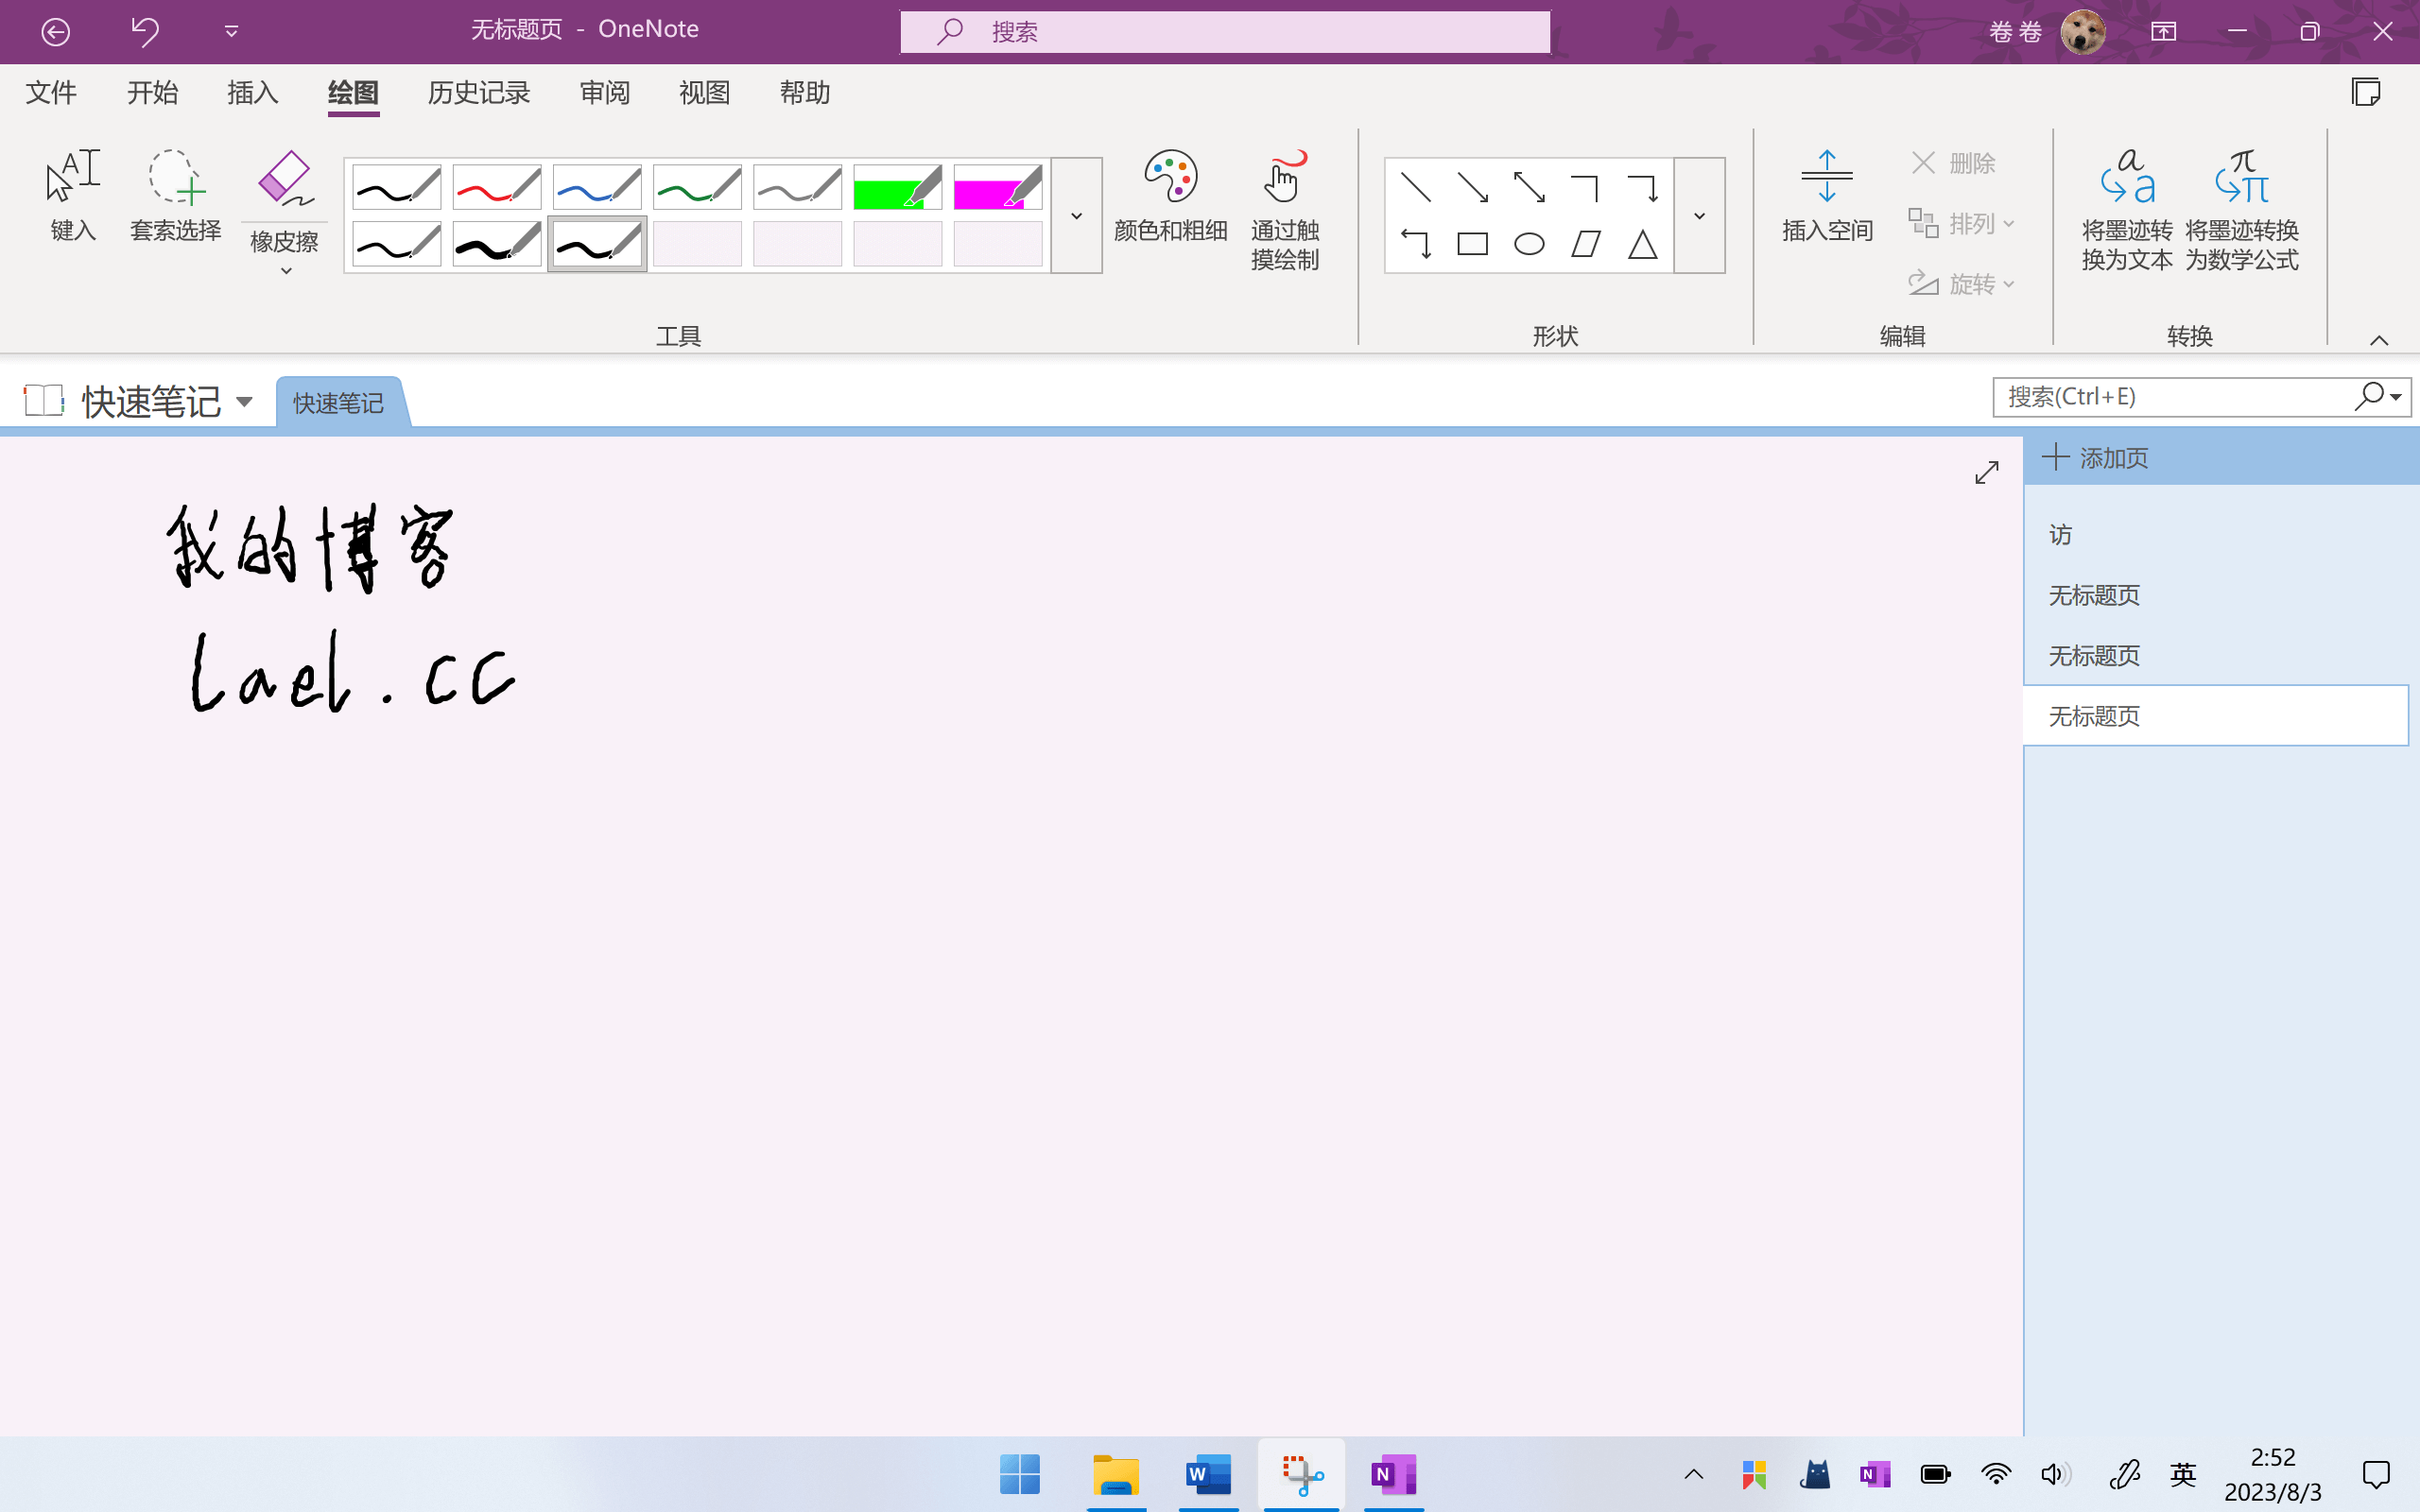 无标题页 - OneNote
搜索
卷 卷
文件 开始 插入 绘图 历史记录 审阅 视图 帮助
键入
套索选择
橡皮擦
颜色和粗细
通过触
摸绘制
工具
形状
插入空间
删除
排列
旋转
编辑
将墨迹转
换为文本
将墨迹转换
为数学公式
转换
快速笔记
快速笔记
搜索(Ctrl+E)
添加页
访
无标题页
无标题页
无标题页
我的博客
lael.cc
英
2:52
2023/8/3